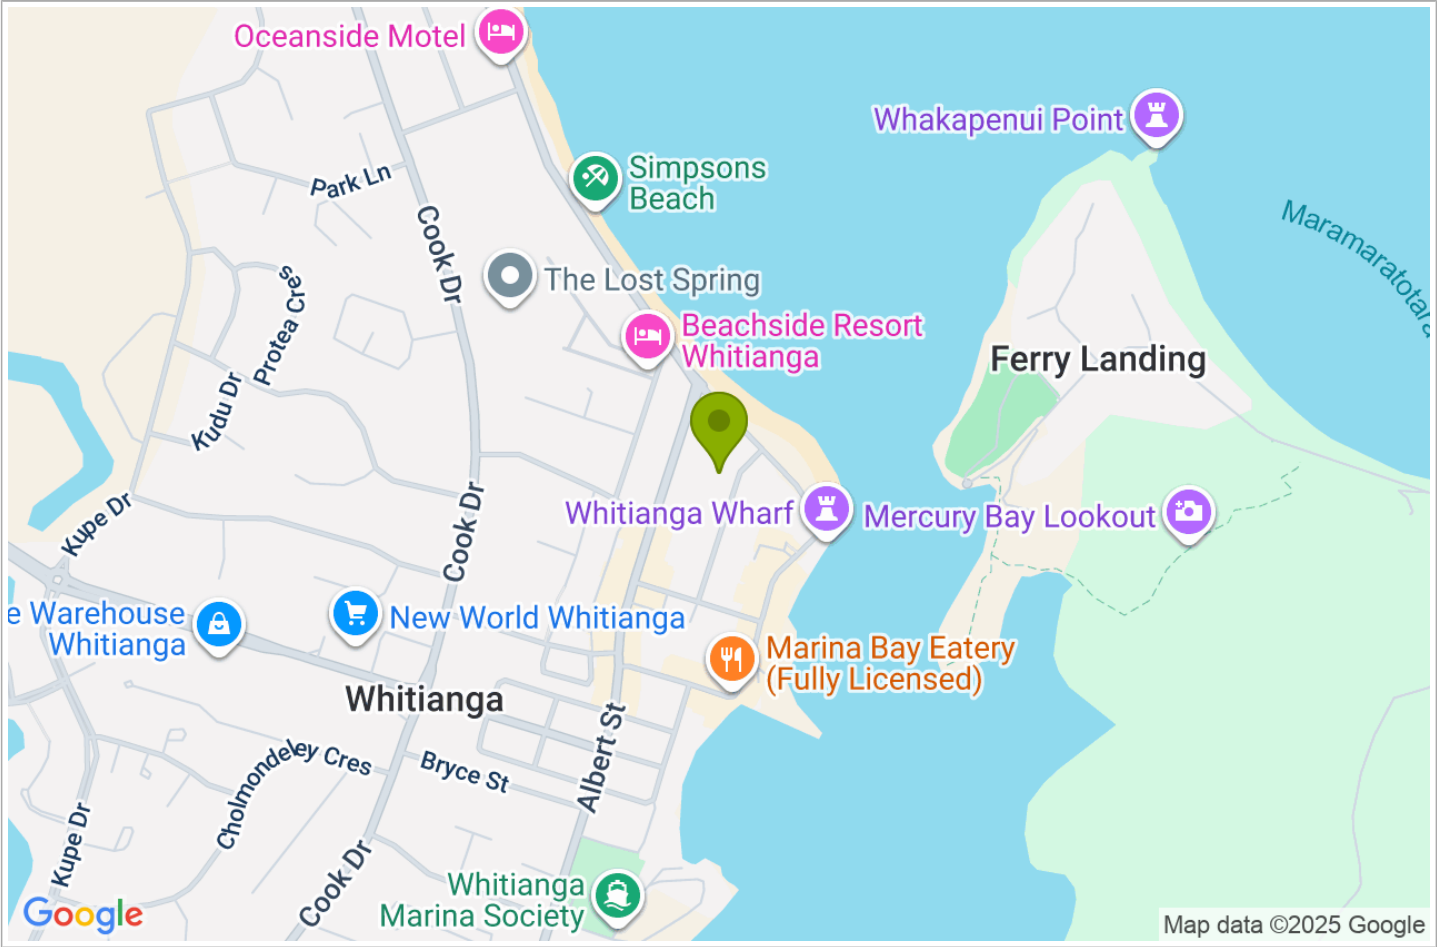 Oceanside Motel
Whakapenui Point
Simpsons
Beach
Park Ln
Maramaratotara
Cook Dr
The Lost Spring
Protea Cres
Beachside Resort
Whitianga
Ferry Landing
Kudu Dr
Kupe Dr
Cook Dr
Whitianga Wharf
Mercury Bay Lookout
e Warehouse
Whitianga
New World Whitianga
Marina Bay Eatery
(Fully Licensed)
Whitianga
Albert St
Cholmondeley Cres
Bryce St
Kupe Dr
Cook Dr
Whitianga
Marina Society
Google
Map data ©2025 Google